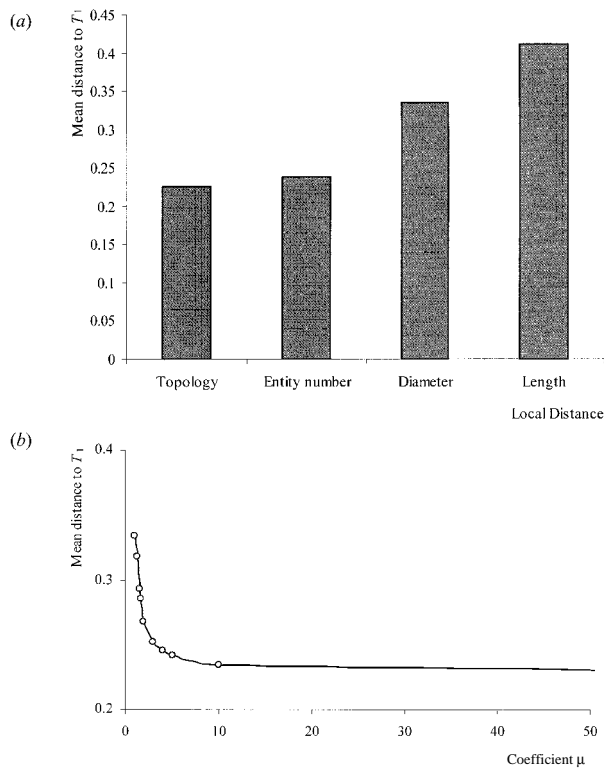 (a)
Mean distance to T1
0.45
0.4
0.35
0.3
0.25
0.2
0.15
0.1
0.05
0
Topology Entity number Diameter Length
Local Distance
(b)
Mean distance to T1
0.4
0.3
0.2
0 10 20 30 40 50
Coefficient μ